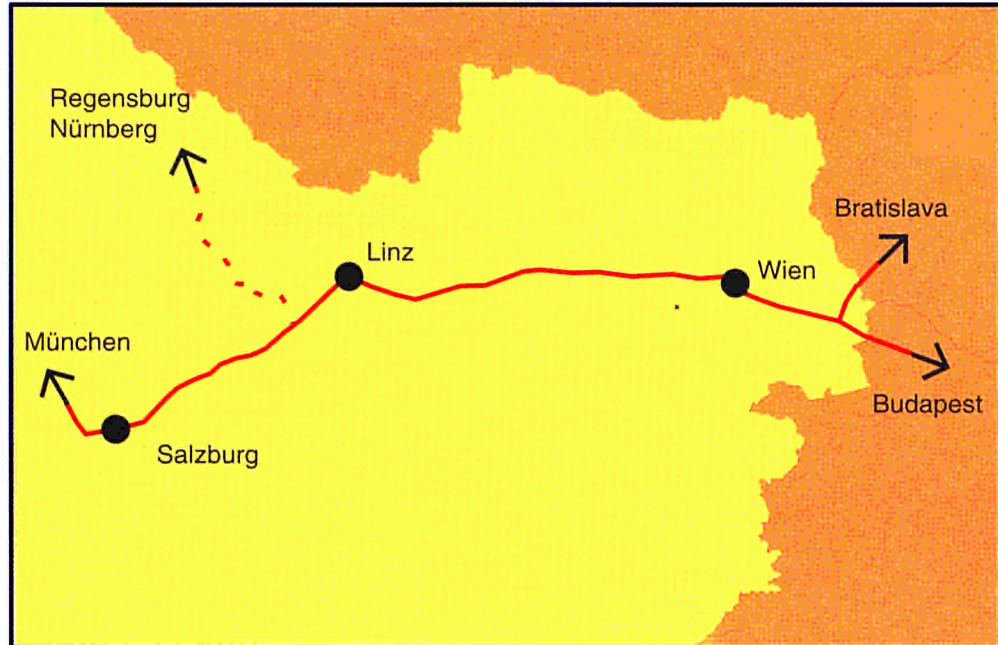 Regensburg
Nürnberg
Bratislava
Linz
Wien
München
Budapest
Salzburg